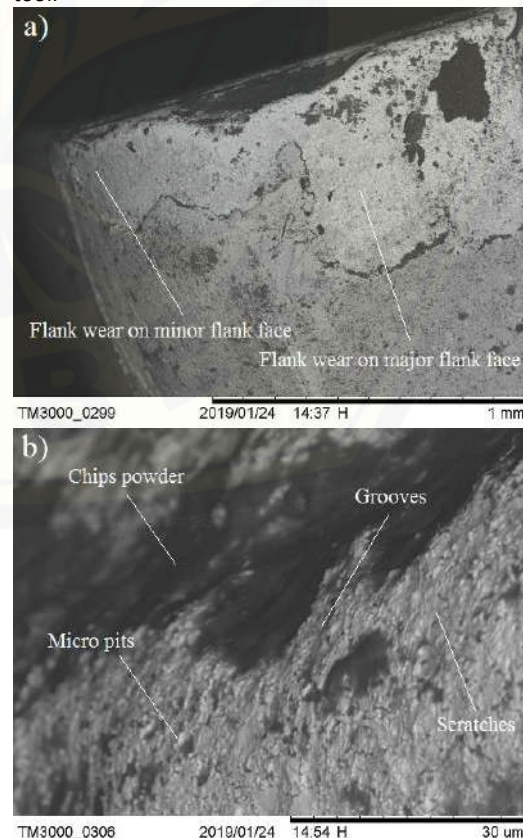 a)
Flank wear on minor flank face
Flank wear on major flank face
TM3000_0299 2019/01/24 14:37 H 1 mm
b)
Chips powder
Grooves
Micro pits
Scratches
TM3000_0306 2019/01/24 14:54 H 30 um